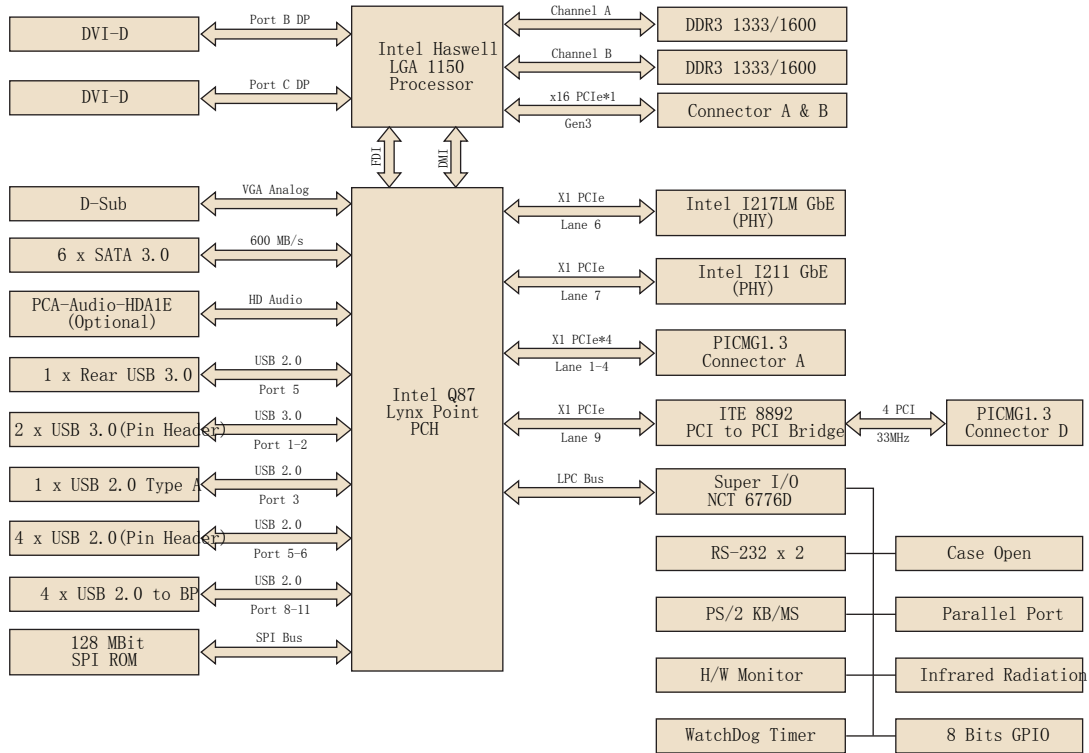 DVI-D
Port B DP
Intel Haswell
LGA 1150
Processor
Channel A
DDR3 1333/1600
Channel B
DDR3 1333/1600
DVI-D
Port C DP
x16 PCIe*1
Gen3
Connector A & B
FDI
DMI
D-Sub
VGA Analog
6 x SATA 3.0
600 MB/s
PCA-Audio-HDA1E
(Optional)
HD Audio
1 x Rear USB 3.0
USB 2.0
Port 5
2 x USB 3.0(Pin Header)
USB 3.0
Port 1-2
1 x USB 2.0 Type A
USB 2.0
Port 3
4 x USB 2.0(Pin Header)
USB 2.0
Port 5-6
4 x USB 2.0 to BP
USB 2.0
Port 8-11
128 MBit
SPI ROM
SPI Bus
Intel Q87
Lynx Point
PCH
X1 PCIe
Lane 6
Intel I217LM GbE
(PHY)
X1 PCIe
Lane 7
Intel I211 GbE
(PHY)
X1 PCIe*4
Lane 1-4
PICMG1.3
Connector A
X1 PCIe
Lane 9
ITE 8892
PCI to PCI Bridge
4 PCI
33MHz
PICMG1.3
Connector D
LPC Bus
Super I/O
NCT 6776D
RS-232 x 2
Case Open
PS/2 KB/MS
Parallel Port
H/W Monitor
Infrared Radiation
WatchDog Timer
8 Bits GPIO